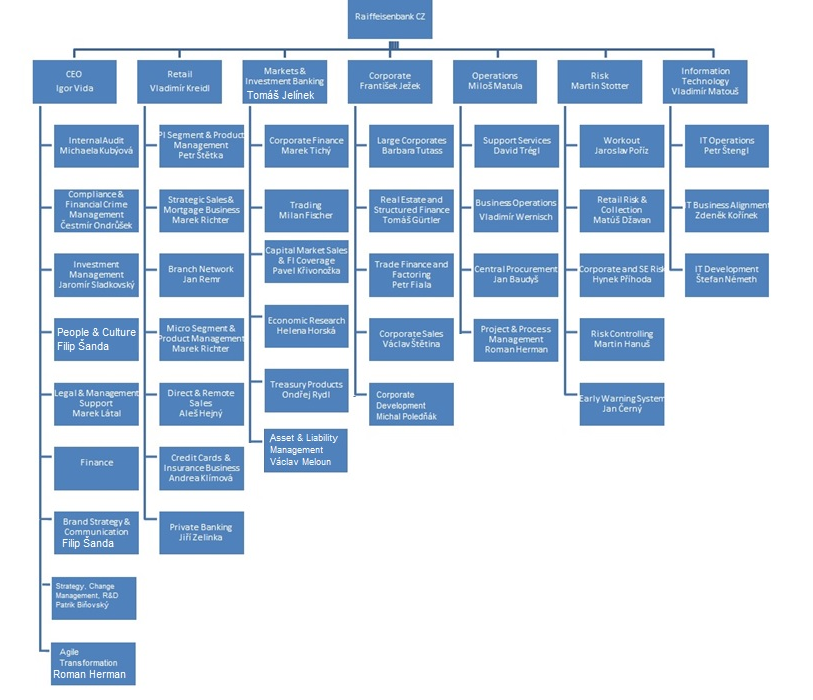 Raiffeisenbank CZ
CEO
Igor Vida
Retail
Vladimír Kreidl
Markets &
Investment Banking
Tomáš Jelínek
Corporate
František Ježek
Operations
Miloš Matula
Risk
Martin Stotter
Information
Technology
Vladimír Matouš
Internal Audit
Michaela Kubýová
Compliance &
Financial Crime
Management
Čestmír Ondrůšek
Investment
Management
Jaromír Sladkovský
People & Culture
Filip Šanda
Legal & Management
Support
Marek Látal
Finance
Brand Strategy &
Communication
Filip Šanda
Strategy, Change
Management, R&D
Patrik Biňovský
Agile
Transformation
Roman Herman
PI Segment & Product
Management
Petr Štětka
Strategic Sales &
Mortgage Business
Marek Richter
Branch Network
Jan Remr
Micro Segment &
Product Management
Marek Richter
Direct & Remote
Sales
Aleš Hejný
Credit Cards &
Insurance Business
Andrea Klímová
Private Banking
Jiří Zelinka
Corporate Finance
Marek Tichý
Trading
Milan Fischer
Capital Market Sales
& FI Coverage
Pavel Křivonožka
Economic Research
Helena Horská
Treasury Products
Ondřej Rydl
Asset & Liability
Management
Václav Meloun
Large Corporates
Barbara Tutass
Real Estate and
Structured Finance
Tomáš Gürtler
Trade Finance and
Factoring
Petr Fiala
Corporate Sales
Václav Štětina
Corporate
Development
Michal Poledňák
Support Services
David Trégl
Business Operations
Vladimír Wernisch
Central Procurement
Jan Baudyš
Project & Process
Management
Roman Herman
Workout
Jaroslav Poříz
Retail Risk &
Collection
Matúš Džavan
Corporate and SE Risk
Hynek Příhoda
Risk Controlling
Martin Hanuš
Early Warning System
Jan Černý
IT Operations
Petr Štengl
IT Business Alignment
Zdeněk Kořínek
IT Development
Štefan Németh